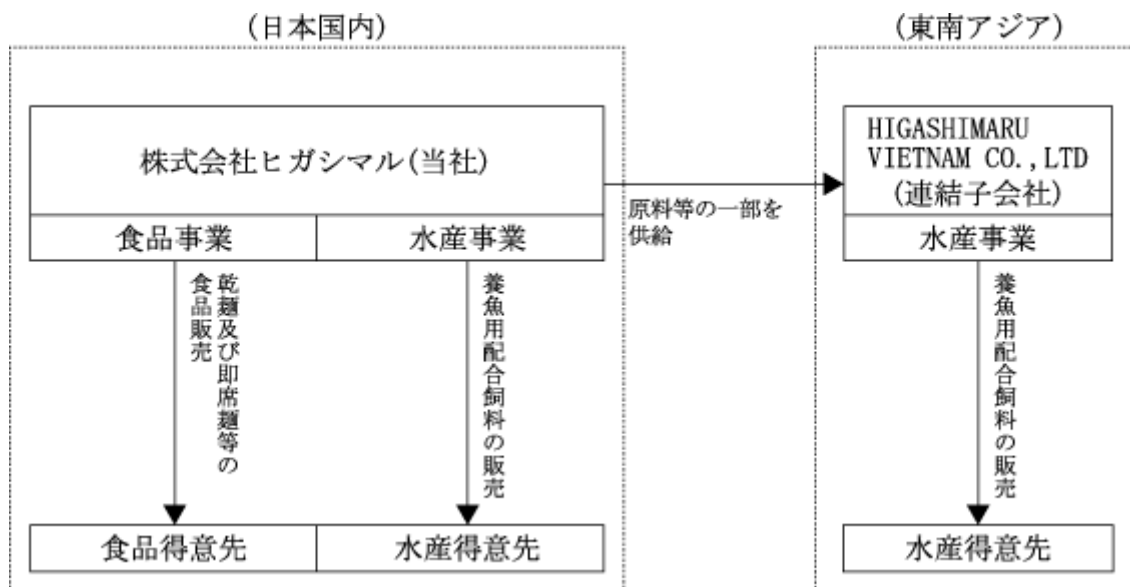 (日本国内)
(東南アジア)
株式会社ヒガシマル(当社)
HIGASHIMARU
VIETNAM CO.,LTD
(連結子会社)
原料等の一部を
供給
食品事業
水産事業
水産事業
乾麺及び即席麺等の
食品販売
養魚用配合飼料の販売
養魚用配合飼料の販売
食品得意先
水産得意先
水産得意先